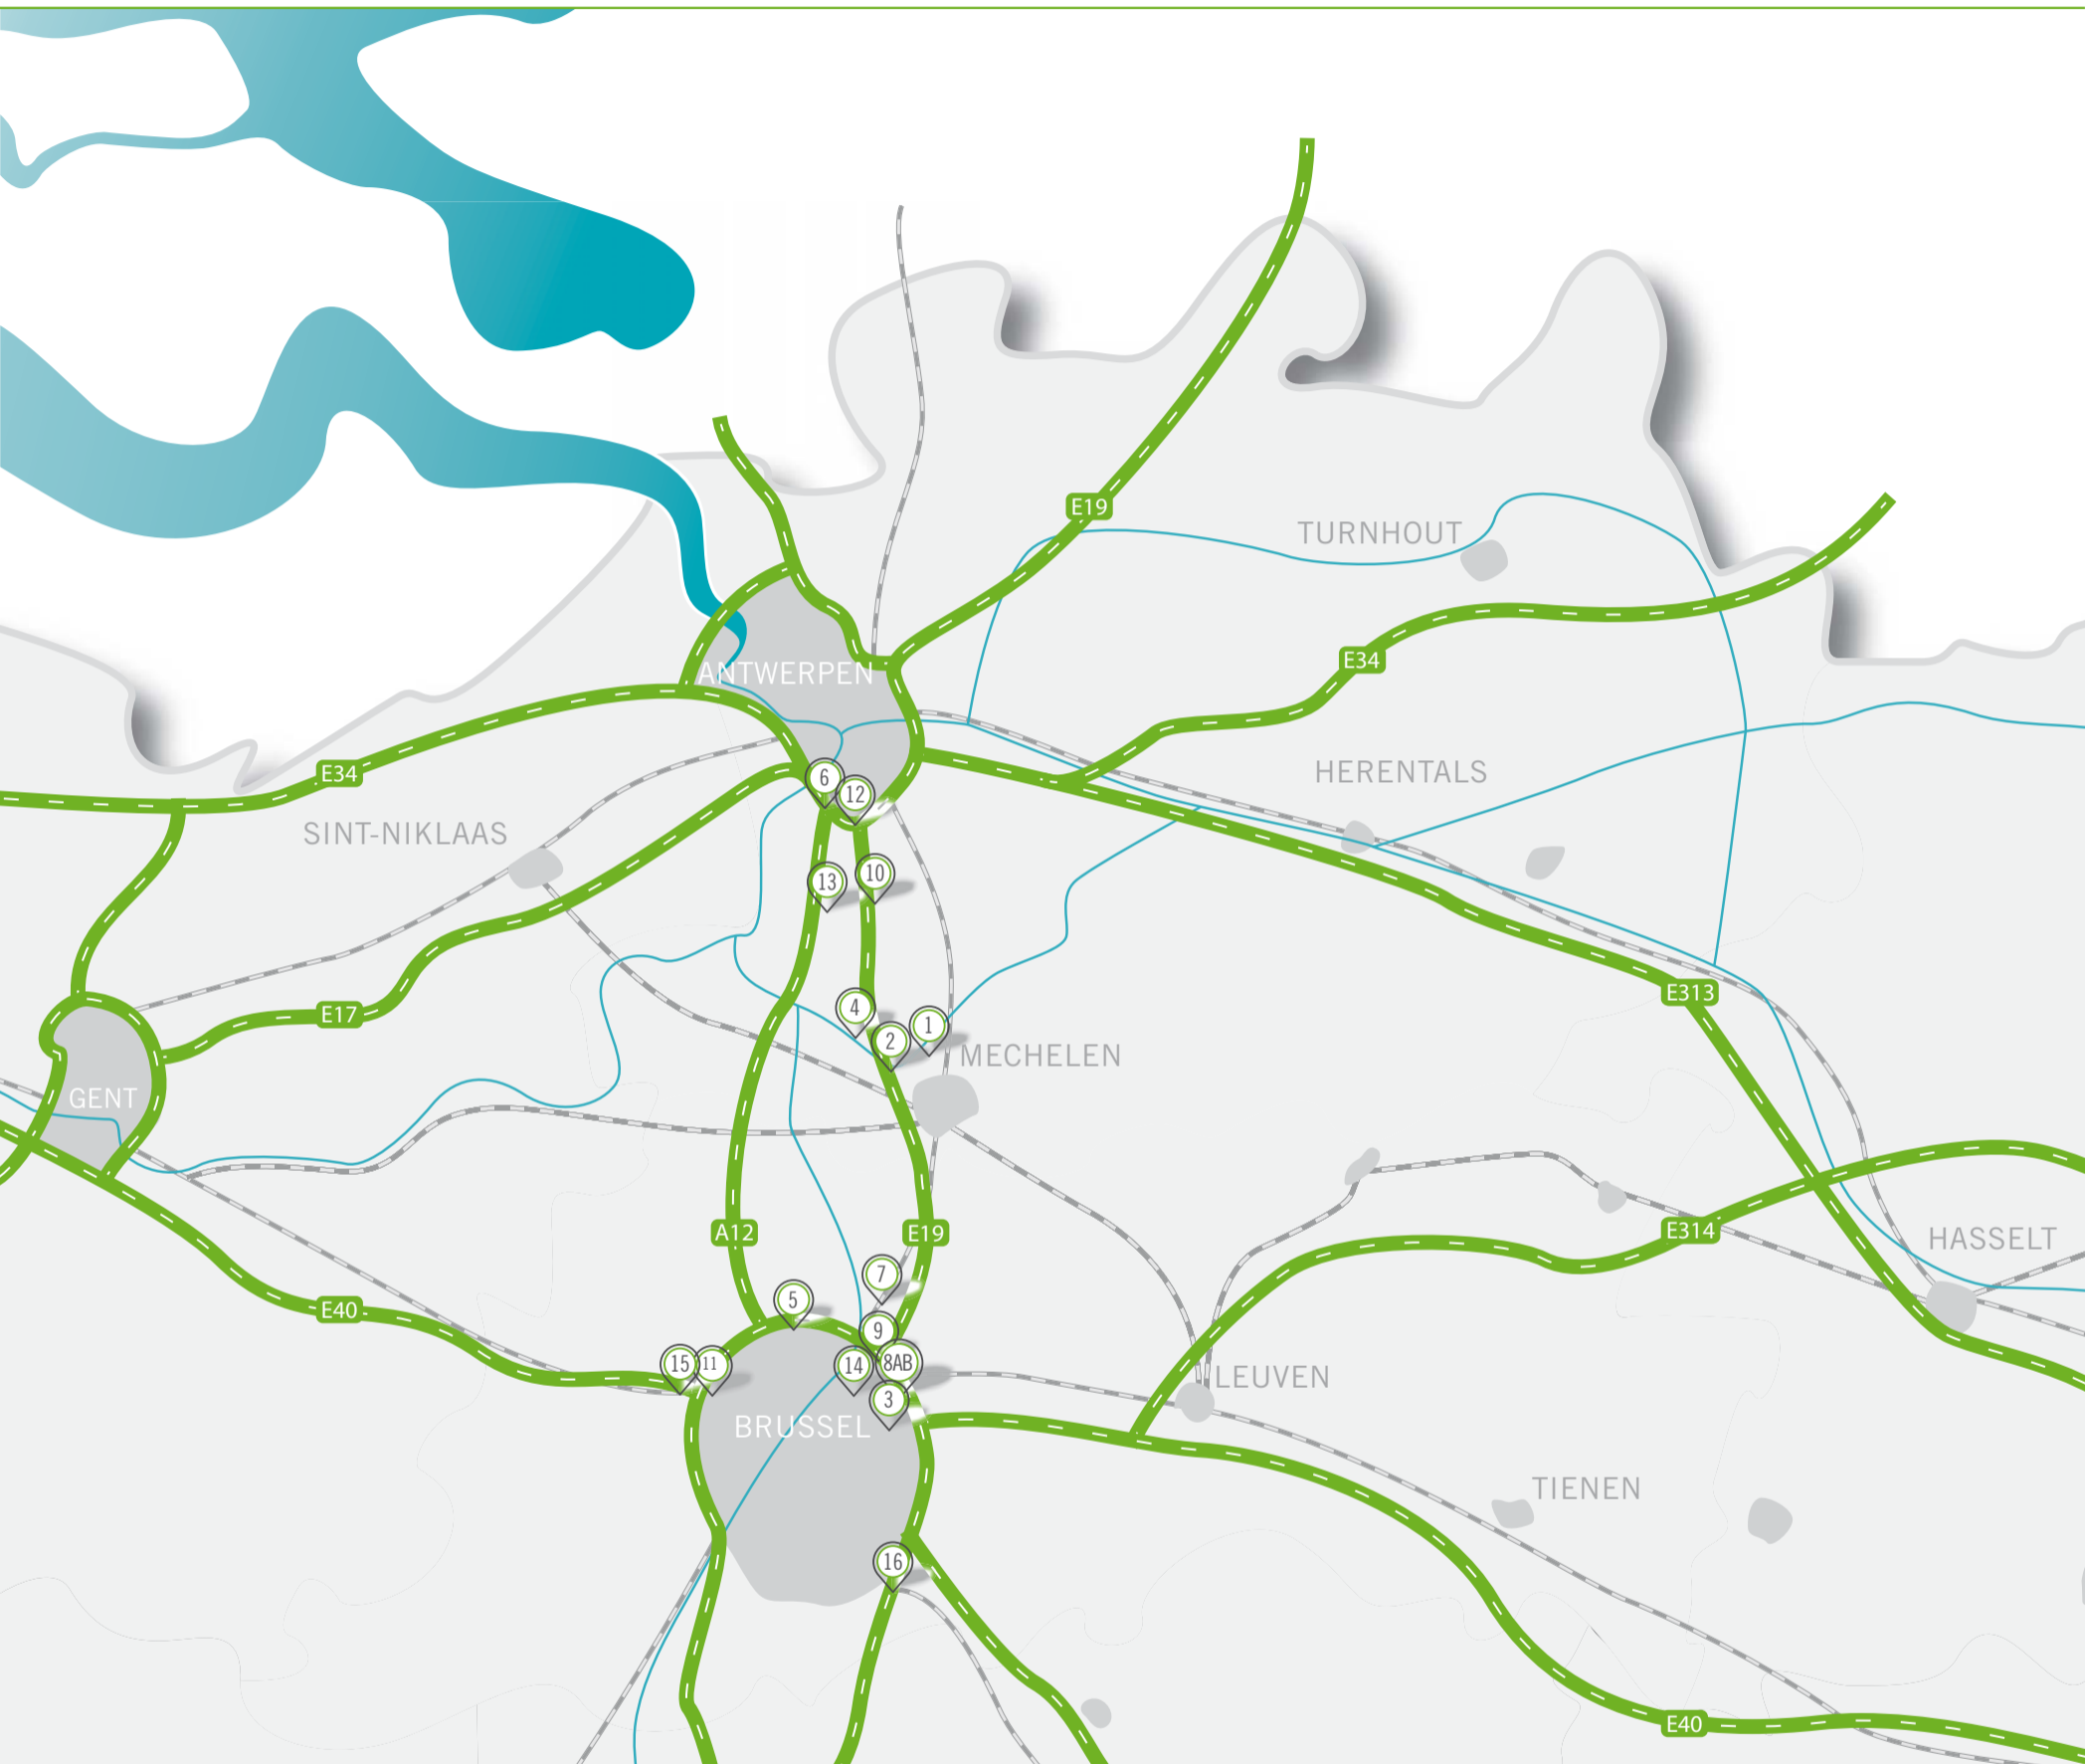 E19
TURNHOUT
E34
ANTWERPEN
E34
HERENTALS
6
12
SINT-NIKLAAS
13
10
E313
E17
4
1
2
MECHELEN
GENT
A12
E19
E314
HASSELT
7
5
E40
9
15
11
14
8AB
LEUVEN
3
BRUSSEL
TIENEN
16
E40